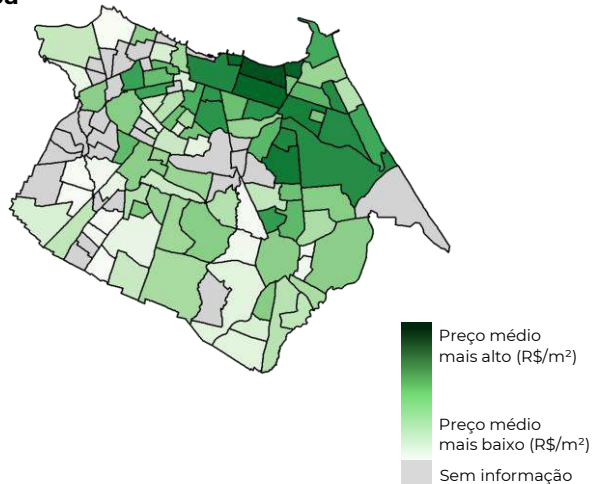 Preço médio
mais alto (R$/m²)
Preço médio
mais baixo (R$/m²)
Sem informação